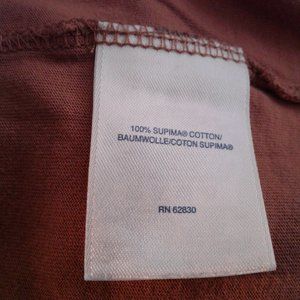 100% SUPIMA® COTTON/
BAUMWOLLE/COTON SUPIMA®
RN 62830